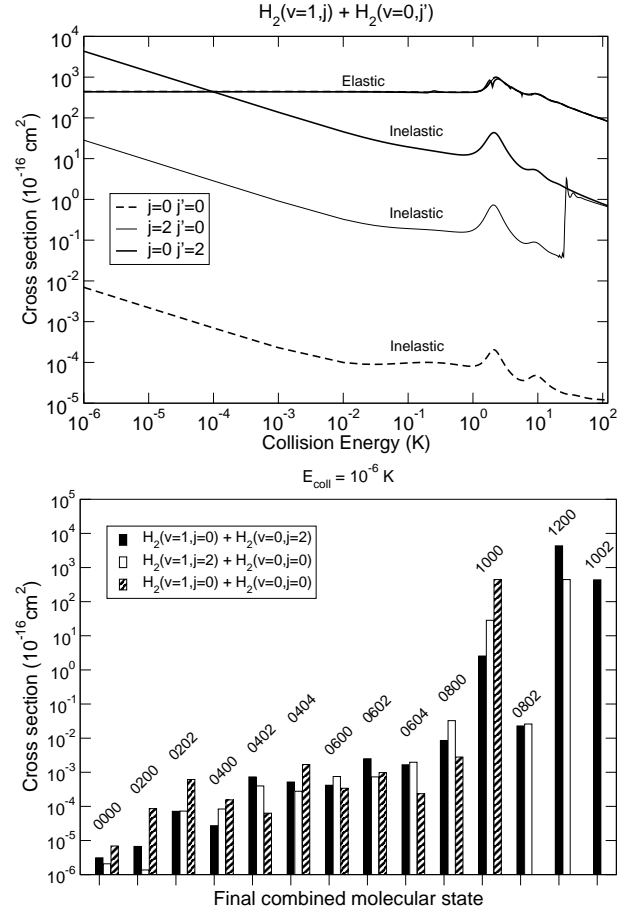 H2(v=1,j) + H2(v=0,j')
Cross section (10^-16 cm^2)
10^4
10^3
10^2
10^1
10^0
10^-1
10^-2
10^-3
10^-4
10^-5
Elastic
Inelastic
Inelastic
Inelastic
j=0 j'=0
j=2 j'=0
j=0 j'=2
10^-6 10^-5 10^-4 10^-3 10^-2 10^-1 10^0 10^1 10^2
Collision Energy (K)
E_coll = 10^-6 K
Cross section (10^-16 cm^2)
10^5
10^4
10^3
10^2
10^1
10^0
10^-1
10^-2
10^-3
10^-4
10^-5
10^-6
H2(v=1,j=0) + H2(v=0,j=2)
H2(v=1,j=2) + H2(v=0,j=0)
H2(v=1,j=0) + H2(v=0,j=0)
0000 0200 0202 0400 0402 0404 0600 0602 0604 0800 1000 0802 1200 1002
Final combined molecular state